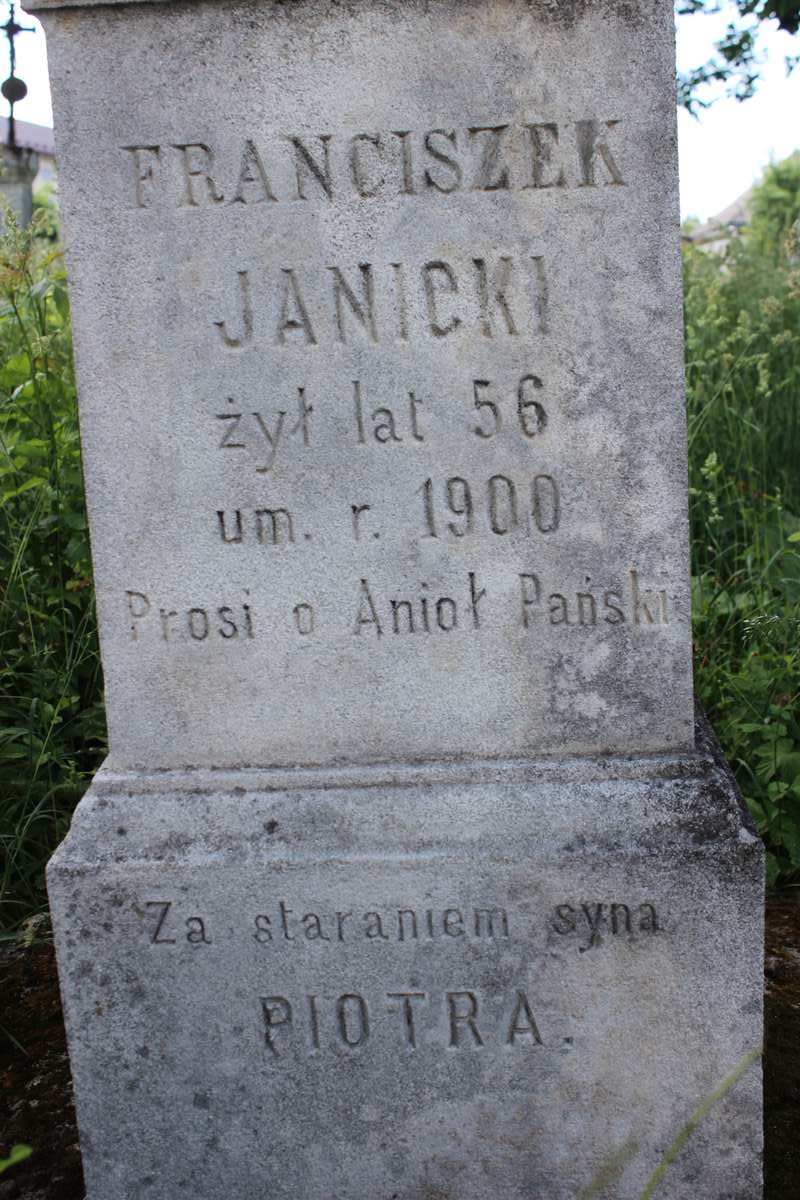 FRANCISZEK
JANICKI
żył lat 56
um. r. 1900
Prosi o Anioł Pański
Za staraniem syna
PIOTRA.